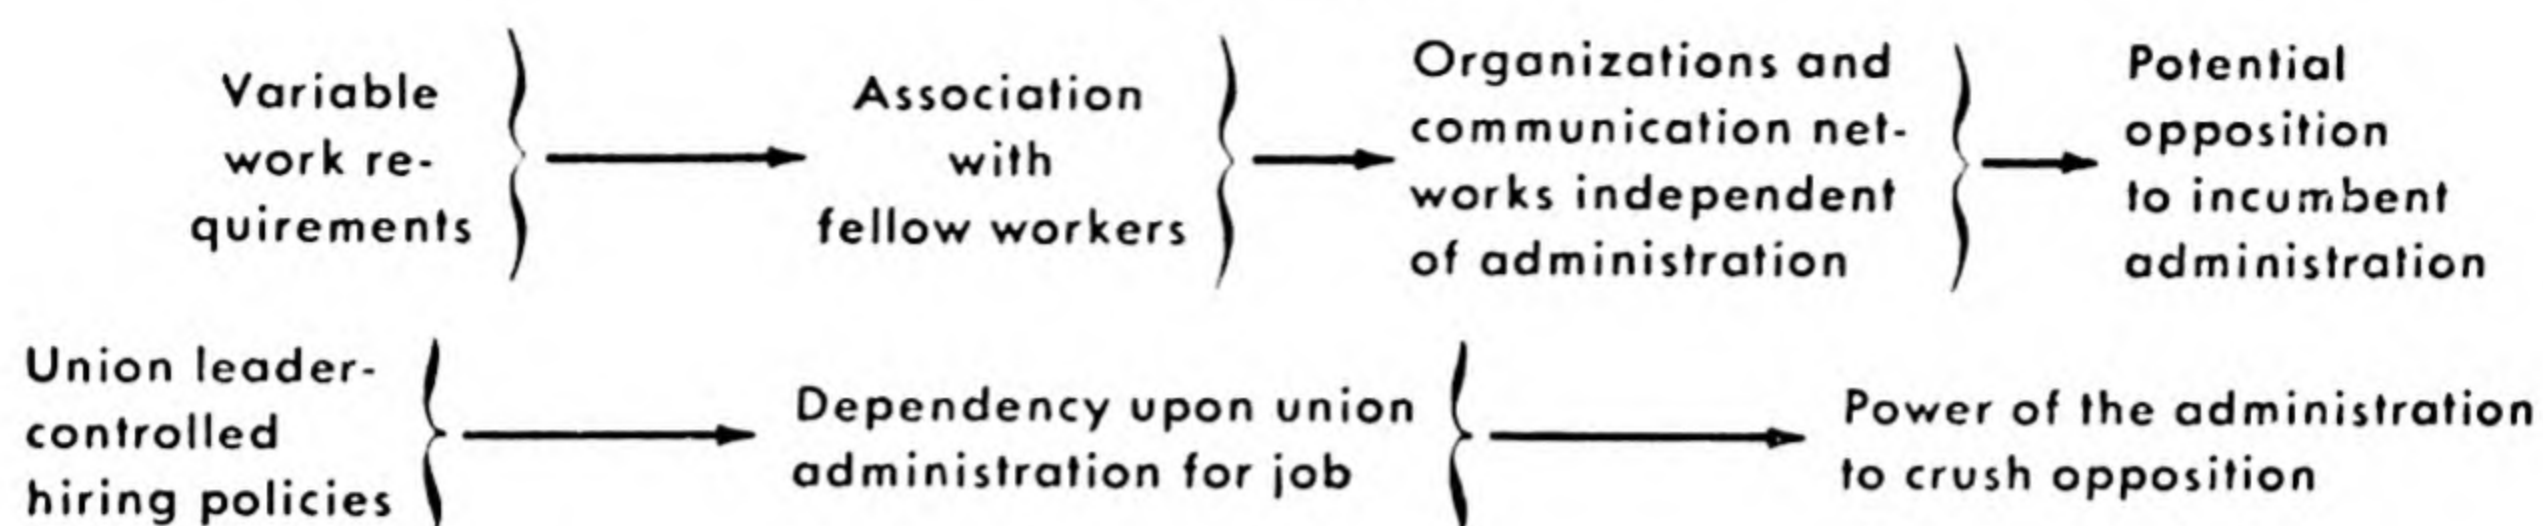 Variable
work re-
quirements
Association
with
fellow workers
Organizations and
communication net-
works independent
of administration
Potential
opposition
to incumbent
administration
Union leader-
controlled
hiring policies
Dependency upon union
administration for job
Power of the administration
to crush opposition